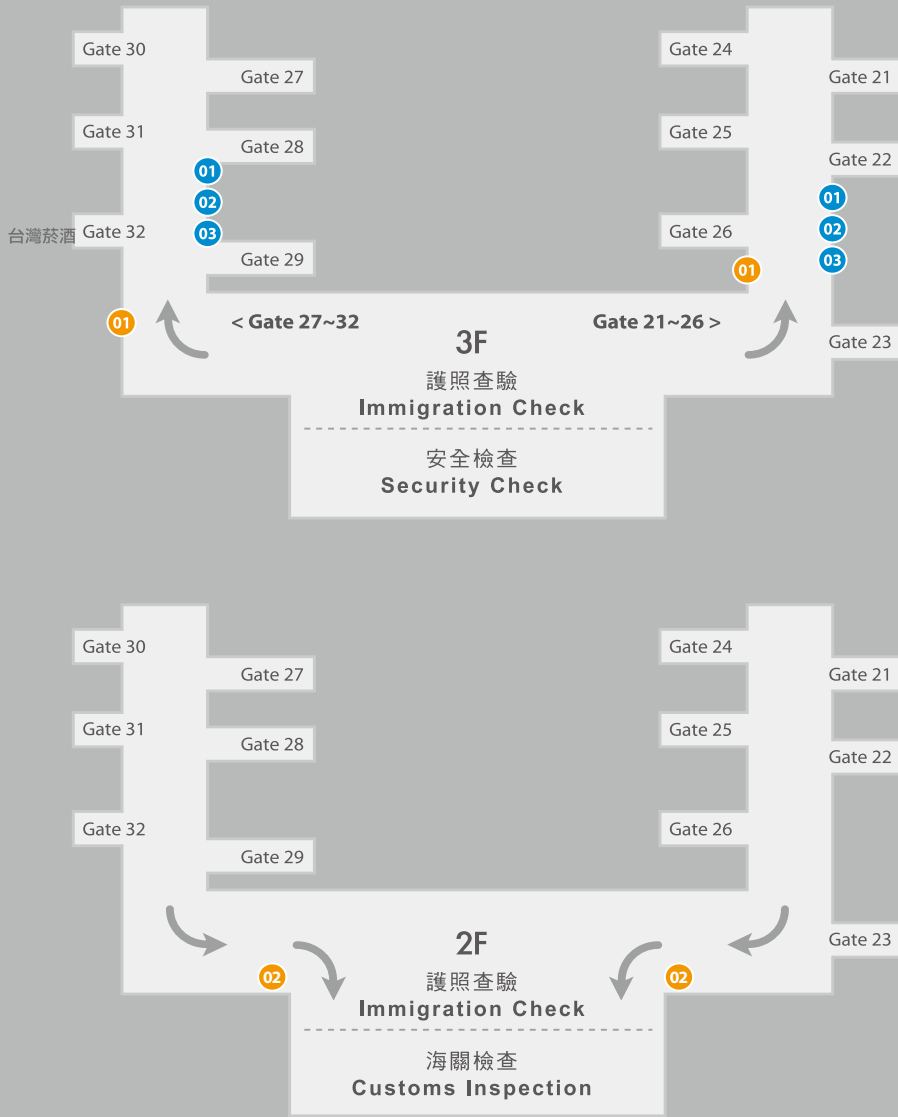 Gate 30
Gate 24
Gate 27
Gate 21
Gate 31
Gate 25
Gate 28
Gate 22
01
02
03
01
02
03
台灣菸酒
Gate 32
Gate 26
Gate 29
01
01
< Gate 27~32
Gate 21~26 >
Gate 23
3F
護照查驗
Immigration Check
安全檢查
Security Check
Gate 30
Gate 24
Gate 27
Gate 21
Gate 31
Gate 25
Gate 28
Gate 22
Gate 32
Gate 26
Gate 29
Gate 23
2F
02
02
護照查驗
Immigration Check
海關檢查
Customs Inspection